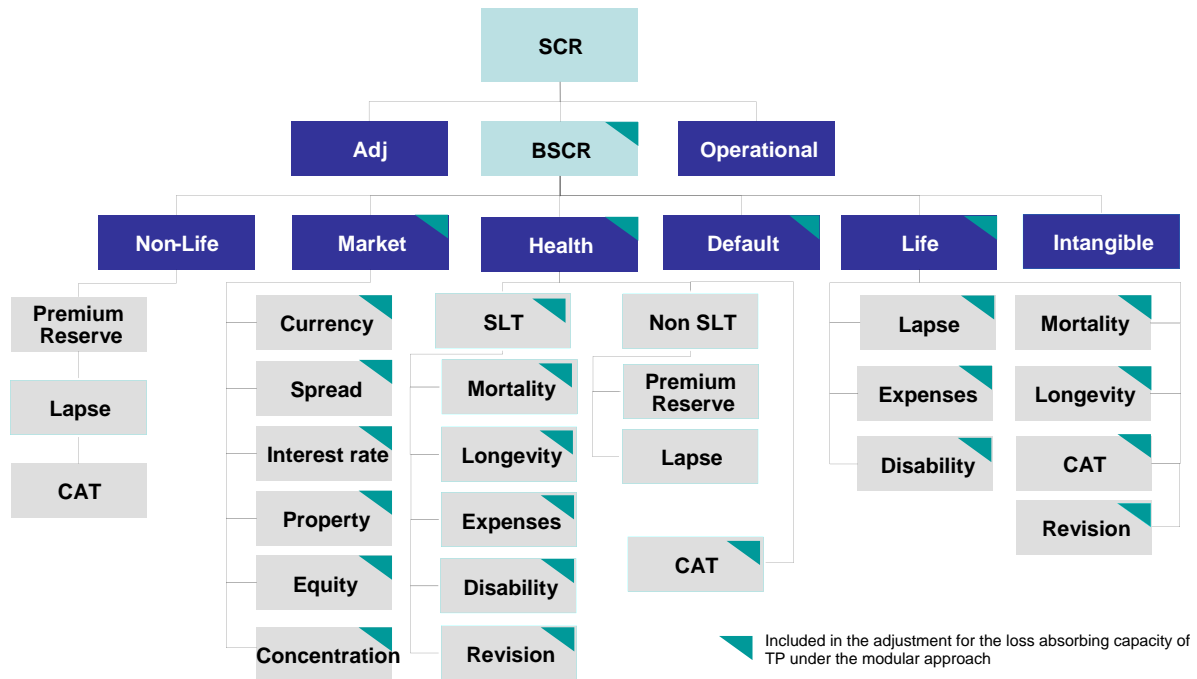 SCR
Adj
BSCR
Operational
Non-Life
Market
Health
Default
Life
Intangible
Premium
Reserve
Lapse
CAT
Currency
Spread
Interest rate
Property
Equity
Concentration
SLT
Mortality
Longevity
Expenses
Disability
Revision
Non SLT
Premium
Reserve
Lapse
CAT
Lapse
Expenses
Disability
Mortality
Longevity
CAT
Revision
Included in the adjustment for the loss absorbing capacity of
TP under the modular approach